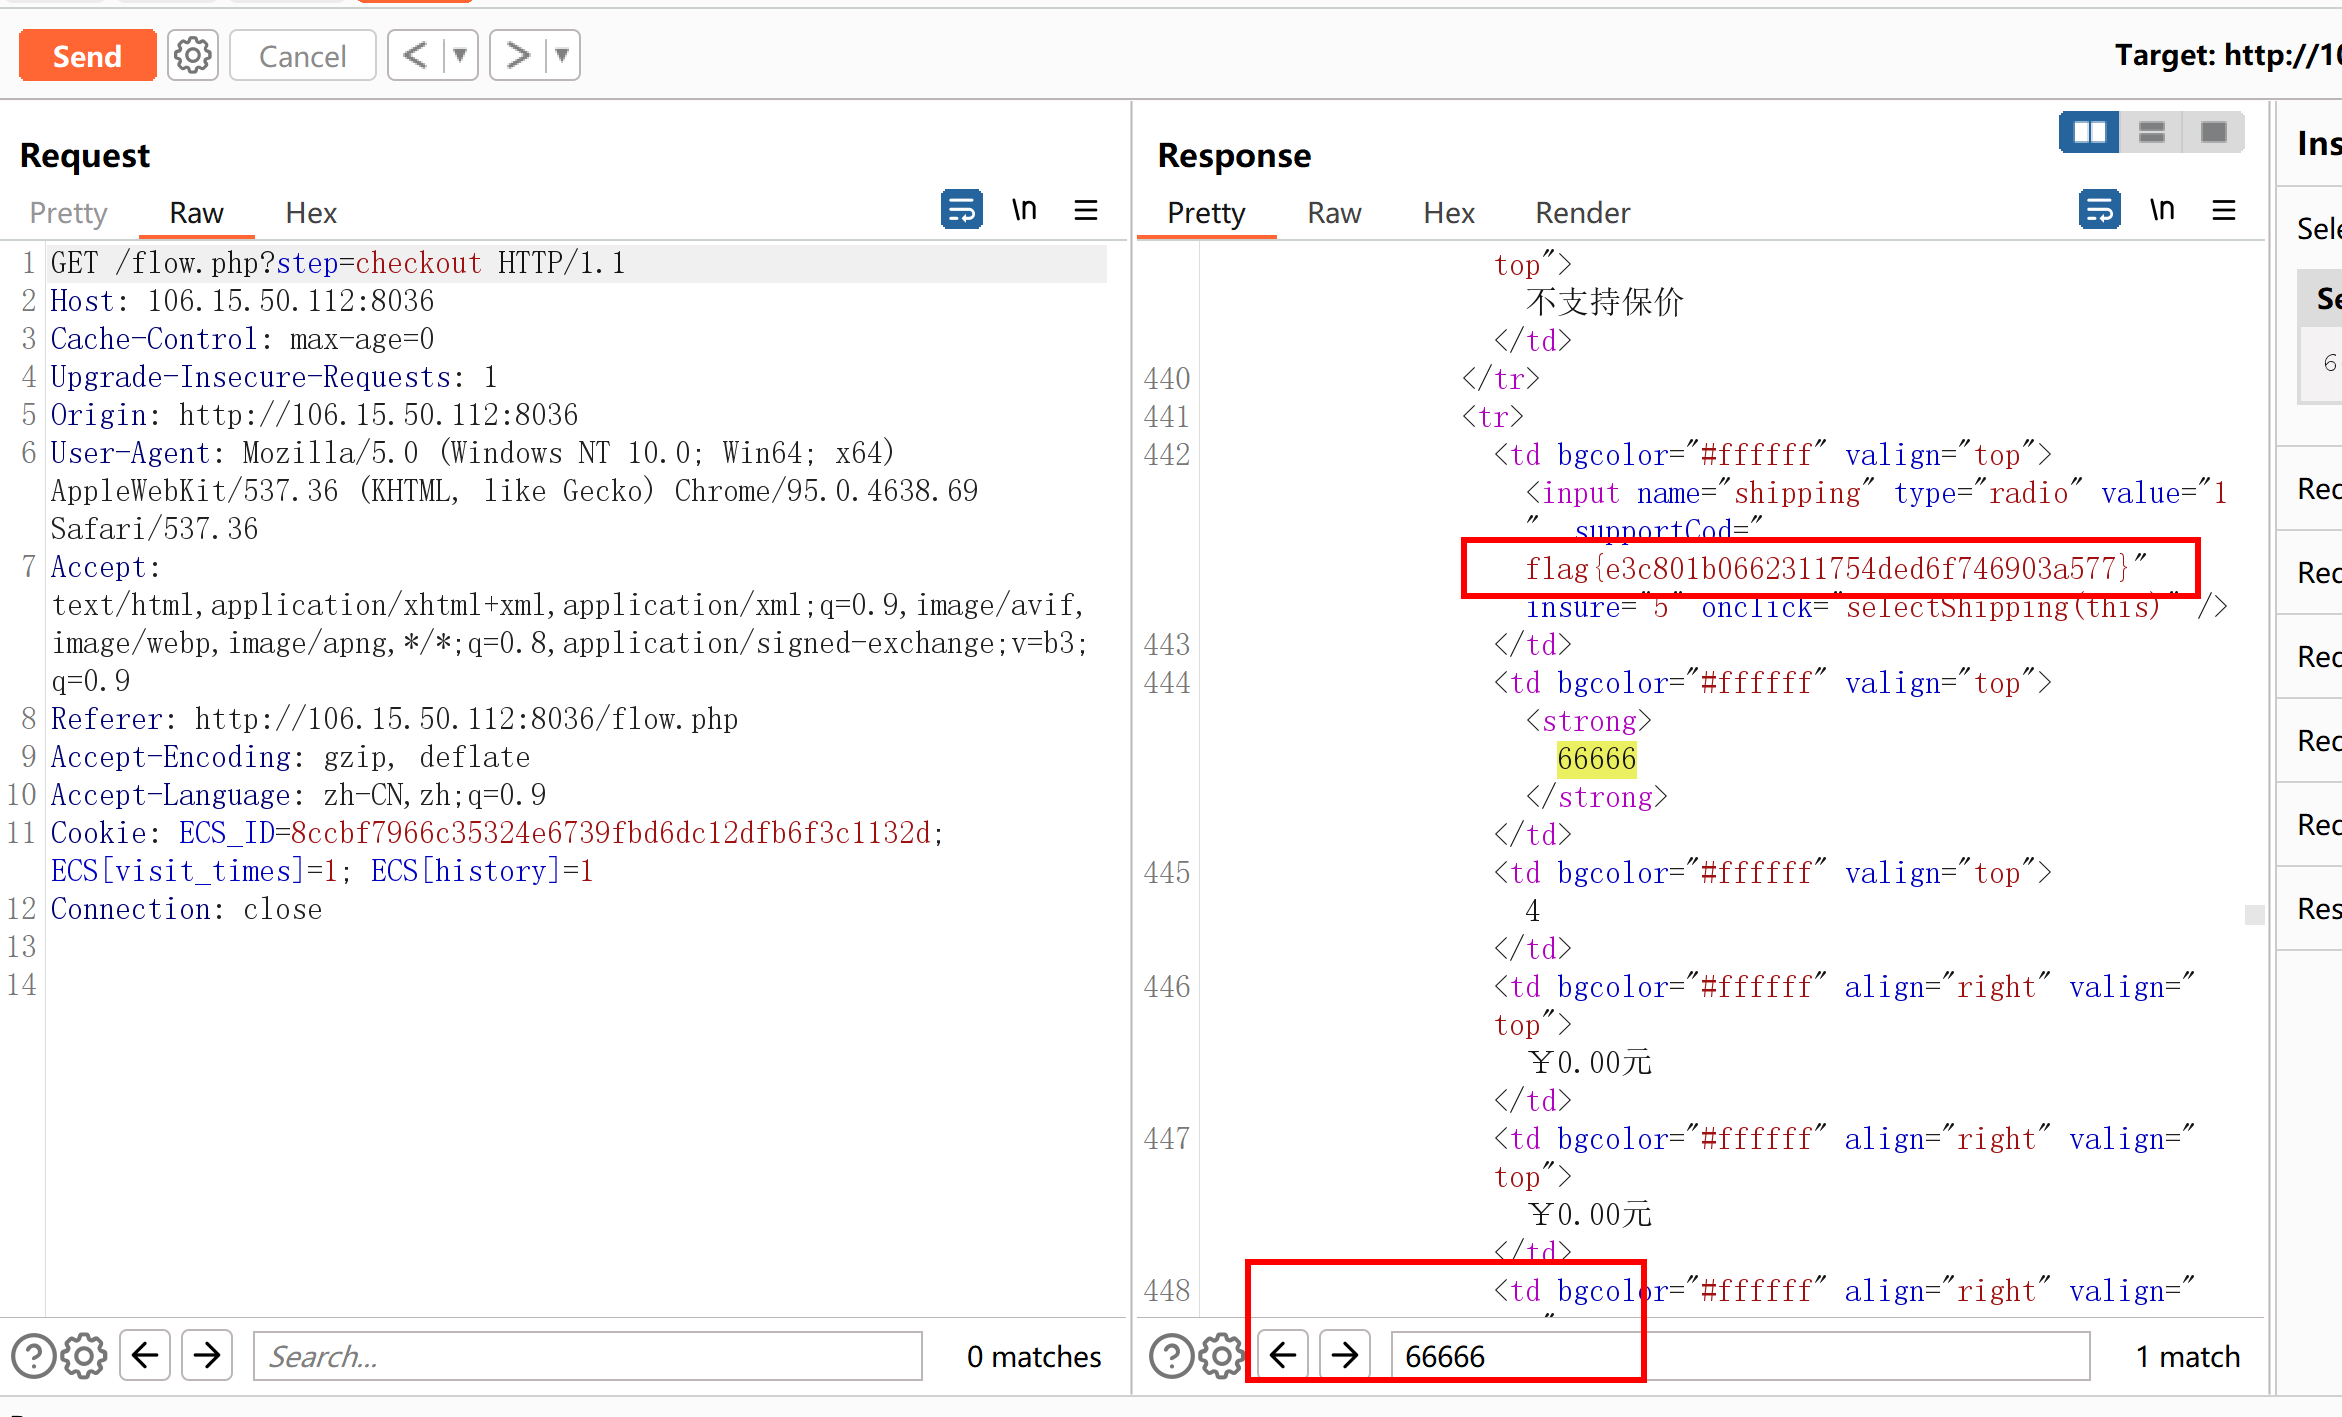 Send
Cancel
< ▼
> ▼
Target: http://10
Request
Pretty Raw Hex
\n
1 GET /flow.php?step=checkout HTTP/1.1
2 Host: 106.15.50.112:8036
3 Cache-Control: max-age=0
4 Upgrade-Insecure-Requests: 1
5 Origin: http://106.15.50.112:8036
6 User-Agent: Mozilla/5.0 (Windows NT 10.0; Win64; x64)
AppleWebKit/537.36 (KHTML, like Gecko) Chrome/95.0.4638.69
Safari/537.36
7 Accept:
text/html,application/xhtml+xml,application/xml;q=0.9,image/avif,
image/webp,image/apng,*/*;q=0.8,application/signed-exchange;v=b3;
q=0.9
8 Referer: http://106.15.50.112:8036/flow.php
9 Accept-Encoding: gzip, deflate
10 Accept-Language: zh-CN,zh;q=0.9
11 Cookie: ECS_ID=8ccbf7966c35324e6739fbd6dc12dfb6f3c1132d;
ECS[visit_times]=1; ECS[history]=1
12 Connection: close
13
14
Search...
0 matches
Response
Pretty Raw Hex Render
\n
top">
不支持保价
</td>
440 </tr>
441 <tr>
442 <td bgcolor="#ffffff" valign="top">
<input name="shipping" type="radio" value="1
" supportCod="
flag{e3c801b0662311754ded6f746903a577}"
insure="5" onclick="selectShipping(this)" />
443 </td>
444 <td bgcolor="#ffffff" valign="top">
<strong>
66666
</strong>
</td>
445 <td bgcolor="#ffffff" valign="top">
4
</td>
446 <td bgcolor="#ffffff" align="right" valign="
top">
￥0.00元
</td>
447 <td bgcolor="#ffffff" align="right" valign="
top">
￥0.00元
</td>
448 <td bgcolor="#ffffff" align="right" valign="
66666
1 match
Ins
Sele
Se
6
Rec
Rec
Rec
Rec
Rec
Res